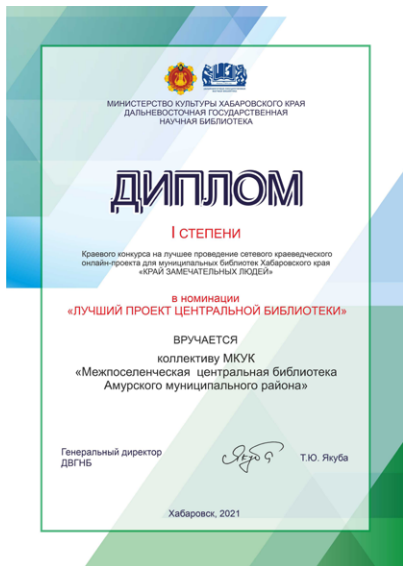 МИНИСТЕРСТВО КУЛЬТУРЫ ХАБАРОВСКОГО КРАЯ
ДАЛЬНЕВОСТОЧНАЯ ГОСУДАРСТВЕННАЯ
НАУЧНАЯ БИБЛИОТЕКА
ДИПЛОМ
I СТЕПЕНИ
Краевого конкурса на лучшее проведение сетевого краеведческого
онлайн-проекта для муниципальных библиотек Хабаровского края
«КРАЙ ЗАМЕЧАТЕЛЬНЫХ ЛЮДЕЙ»
в номинации
«ЛУЧШИЙ ПРОЕКТ ЦЕНТРАЛЬНОЙ БИБЛИОТЕКИ»
ВРУЧАЕТСЯ
коллективу МКУК
«Межпоселенческая центральная библиотека
Амурского муниципального района»
Генеральный директор
ДВГНБ
Т.Ю. Якуба
Хабаровск, 2021